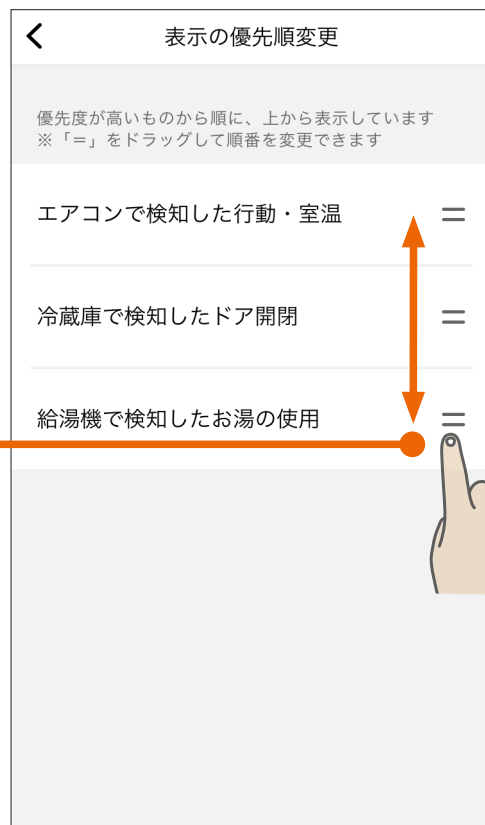 表示の優先順変更
優先度が高いものから順に、上から表示しています
※「＝」をドラッグして順番を変更できます
エアコンで検知した行動・室温
冷蔵庫で検知したドア開閉
給湯機で検知したお湯の使用